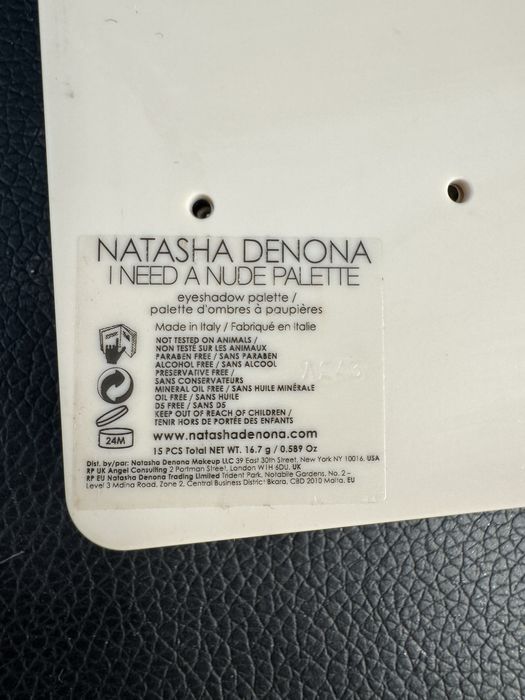 NATASHA DENONA
I NEED A NUDE PALETTE
eyeshadow palette /
palette d'ombres à paupières
Made in Italy / Fabriqué en Italie
NOT TESTED ON ANIMALS /
NON TESTÉ SUR LES ANIMAUX
PARABEN FREE / SANS PARABEN
ALCOHOL FREE / SANS ALCOOL
PRESERVATIVE FREE /
SANS CONSERVATEURS
MINERAL OIL FREE / SANS HUILE MINÉRALE
OIL FREE / SANS HUILE
D5 FREE / SANS D5
KEEP OUT OF REACH OF CHILDREN /
TENIR HORS DE PORTÉE DES ENFANTS
24M
www.natashadenona.com
15 PCS Total NET WT. 16.7 g / 0.589 Oz
Dist. by/par: Natasha Denona Makeup LLC 39 East 30th Street, New York NY 10016, USA
RP UK Angel Consulting 2 Portman Street, London W1H 6DU, UK
RP EU Natasha Denona Trading Limited Trident Park, Notabile Gardens, No. 2 –
Level 3 Mdina Road, Zone 2, Central Business District Bkara, CBD 2010 Malta, EU